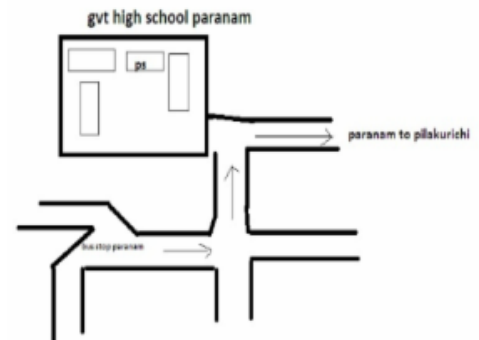 gvt high school paranam
ps
paranam to pilakurichi
bus stop paranam